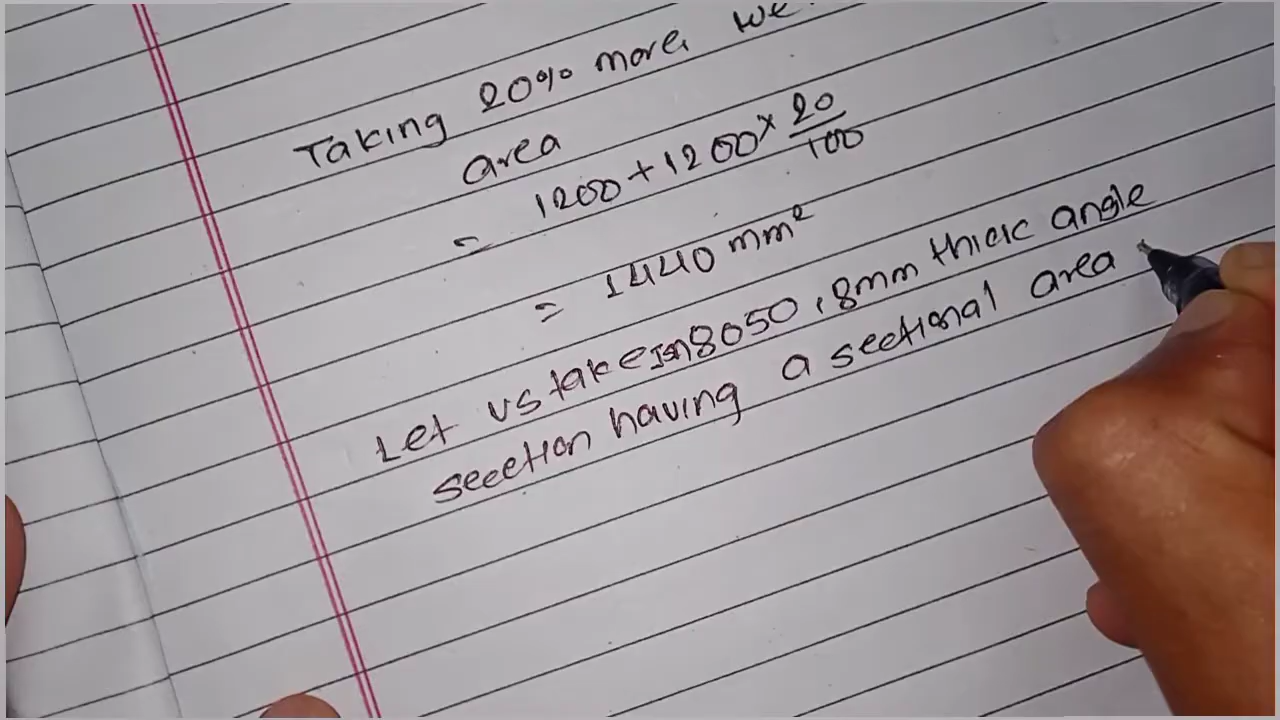 Taking 20% more, we
area
= 1200 + 1200 × 20/100
= 1440 mm²
Let us take ISA 8050, 8mm thick angle
section having a sectional area